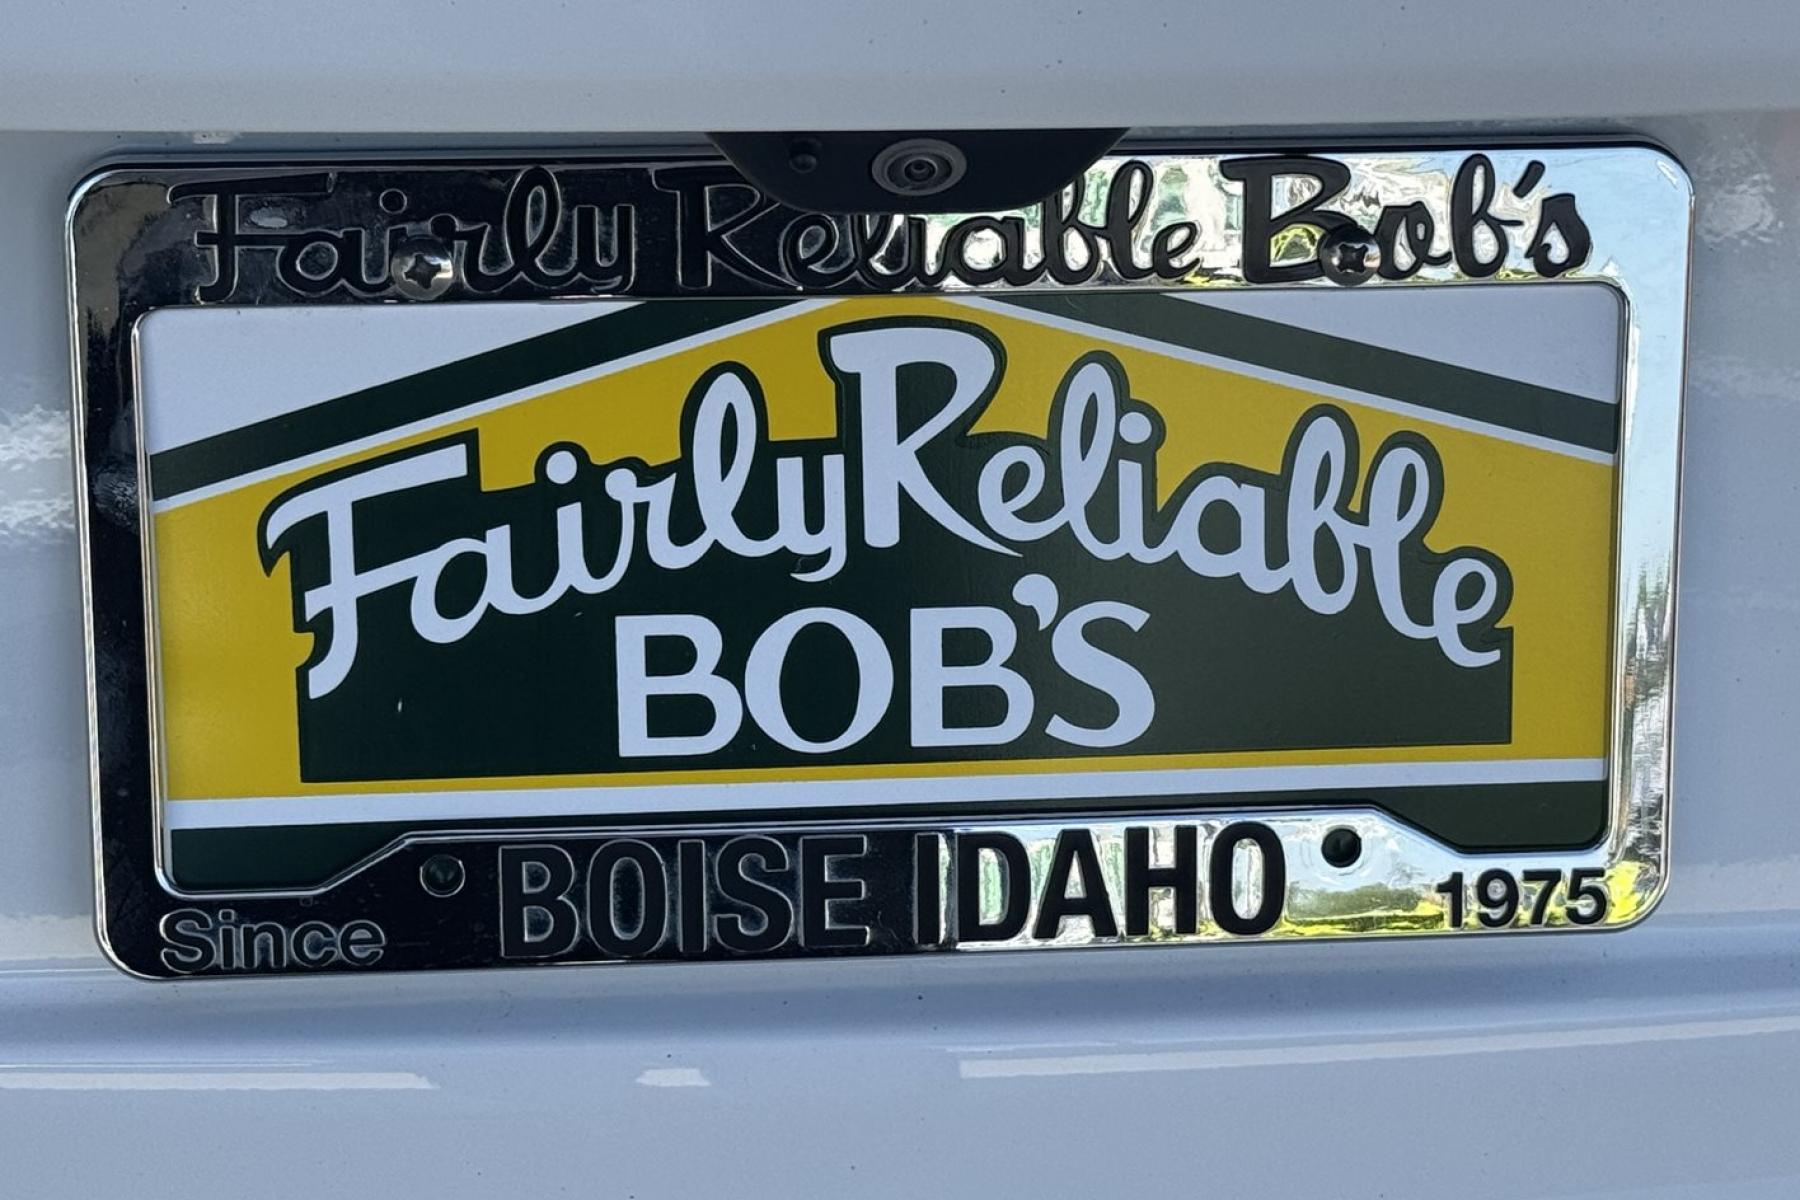 Fairly Reliable Bob's
Fairly Reliable
BOB'S
BOISE IDAHO
Since 1975